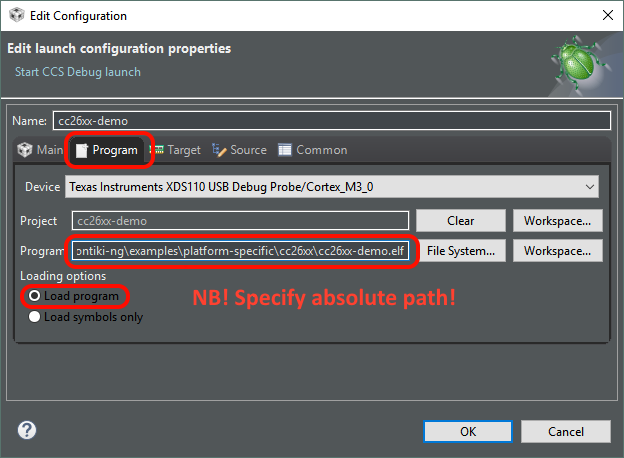 Edit Configuration
Edit launch configuration properties
Start CCS Debug launch
Name: cc26xx-demo
Main Program Target Source Common
Device Texas Instruments XDS110 USB Debug Probe/Cortex_M3_0
Project cc26xx-demo Clear Workspace...
Program ontiki-ng\examples\platform-specific\cc26xx\cc26xx-demo.elf File System... Workspace...
Loading options
Load program
NB! Specify absolute path!
Load symbols only
OK Cancel